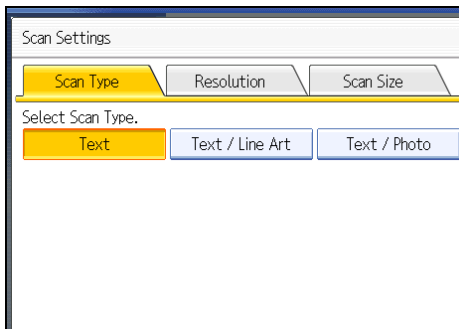 Scan Settings
Scan Type Resolution Scan Size
Select Scan Type.
Text Text / Line Art Text / Photo